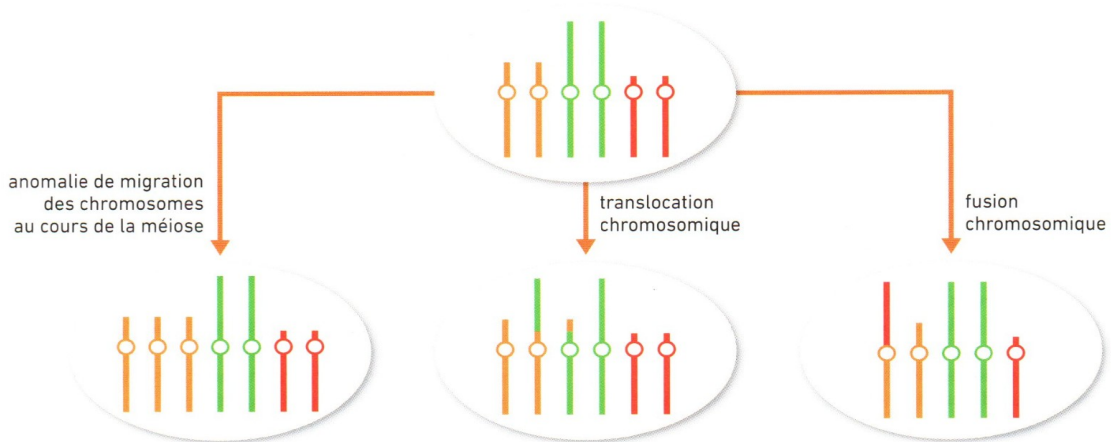 anomalie de migration
des chromosomes
au cours de la méiose
translocation
chromosomique
fusion
chromosomique